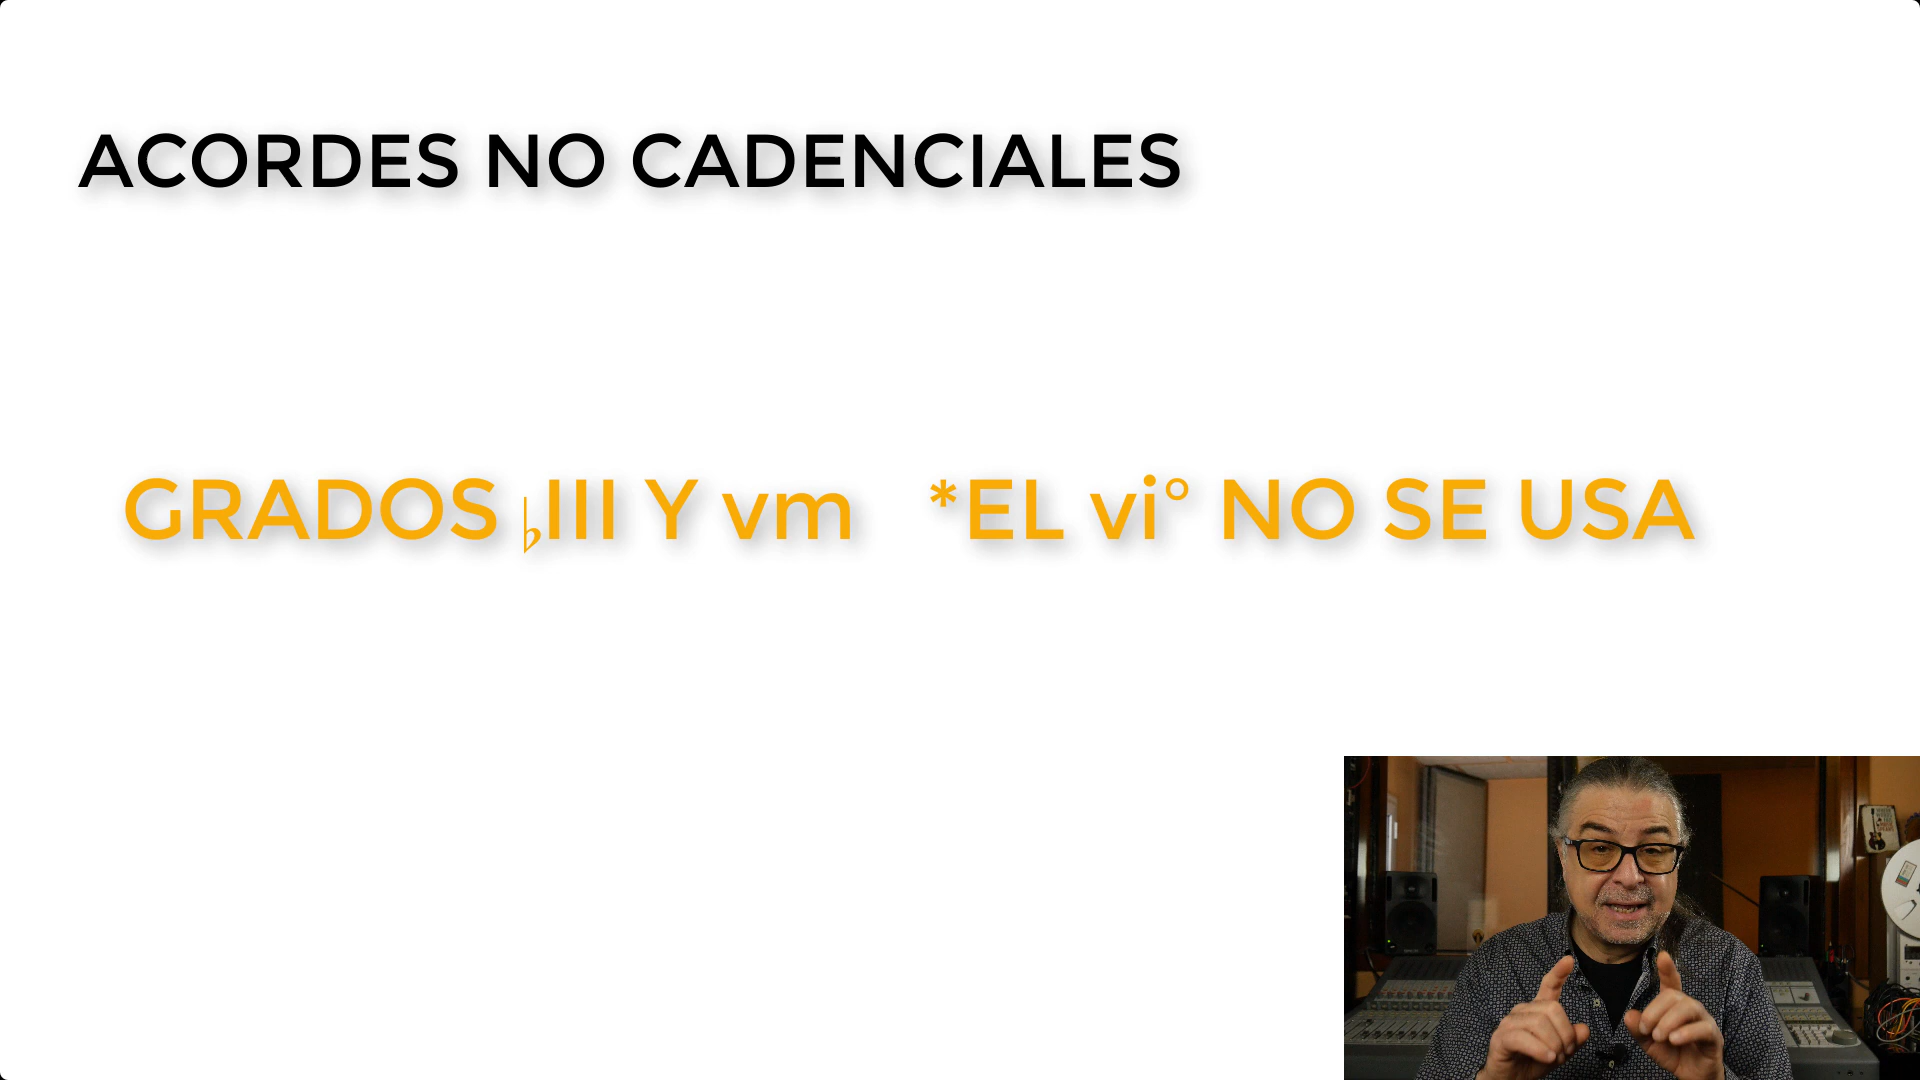 ACORDES NO CADENCIALES
GRADOS ♭III Y vm *EL vi° NO SE USA